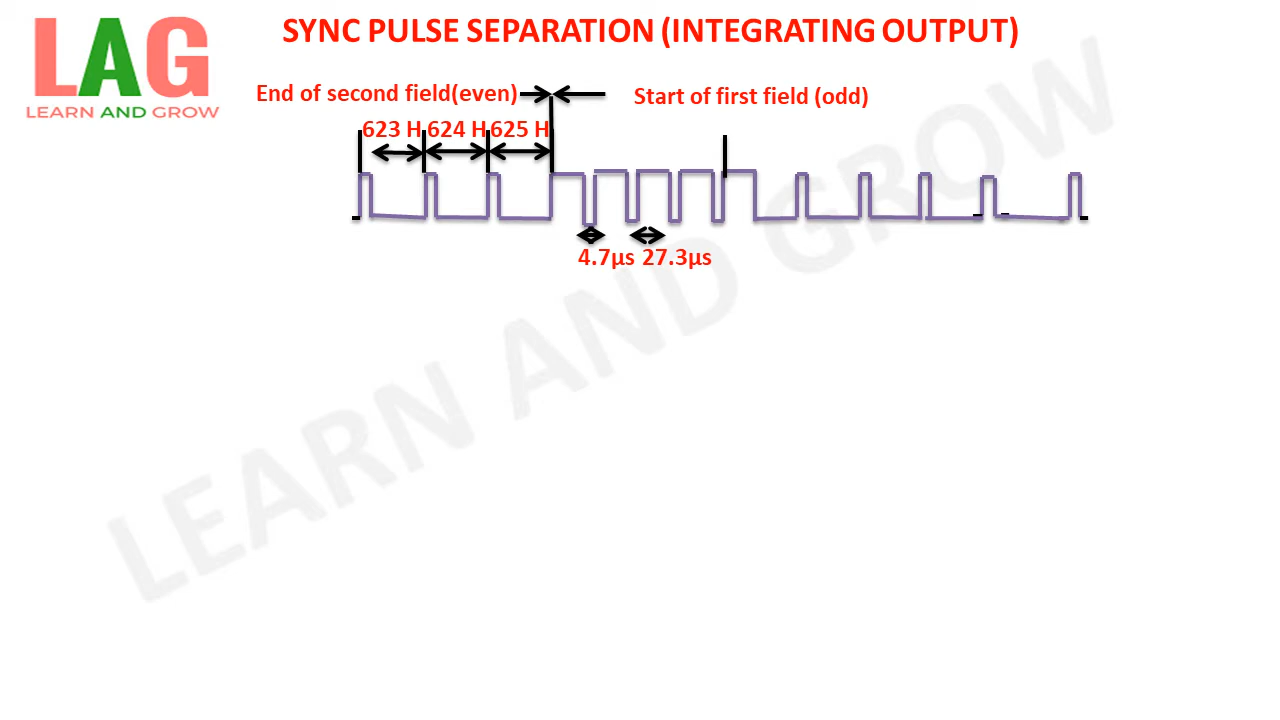 LAG
LEARN AND GROW
SYNC PULSE SEPARATION (INTEGRATING OUTPUT)
End of second field(even)
Start of first field (odd)
623 H 624 H 625 H
4.7µs 27.3µs
LEARN AND GROW